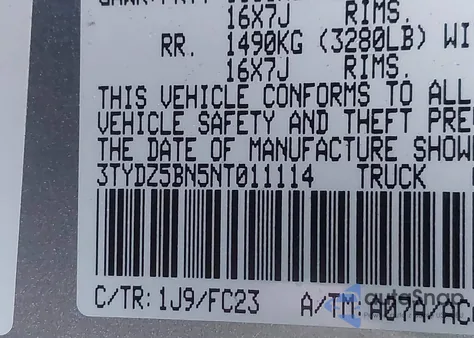 16X7J RIMS.
RR. 1490KG (3280LB) WI
16X7J RIMS.
THIS VEHICLE CONFORMS TO ALL
VEHICLE SAFETY AND THEFT PRE
THE DATE OF MANUFACTURE SHOW
3TYDZ5BN5NT011114 TRUCK
C/TR: 1J9/FC23 A/TM: A07A/AC
autoSnap